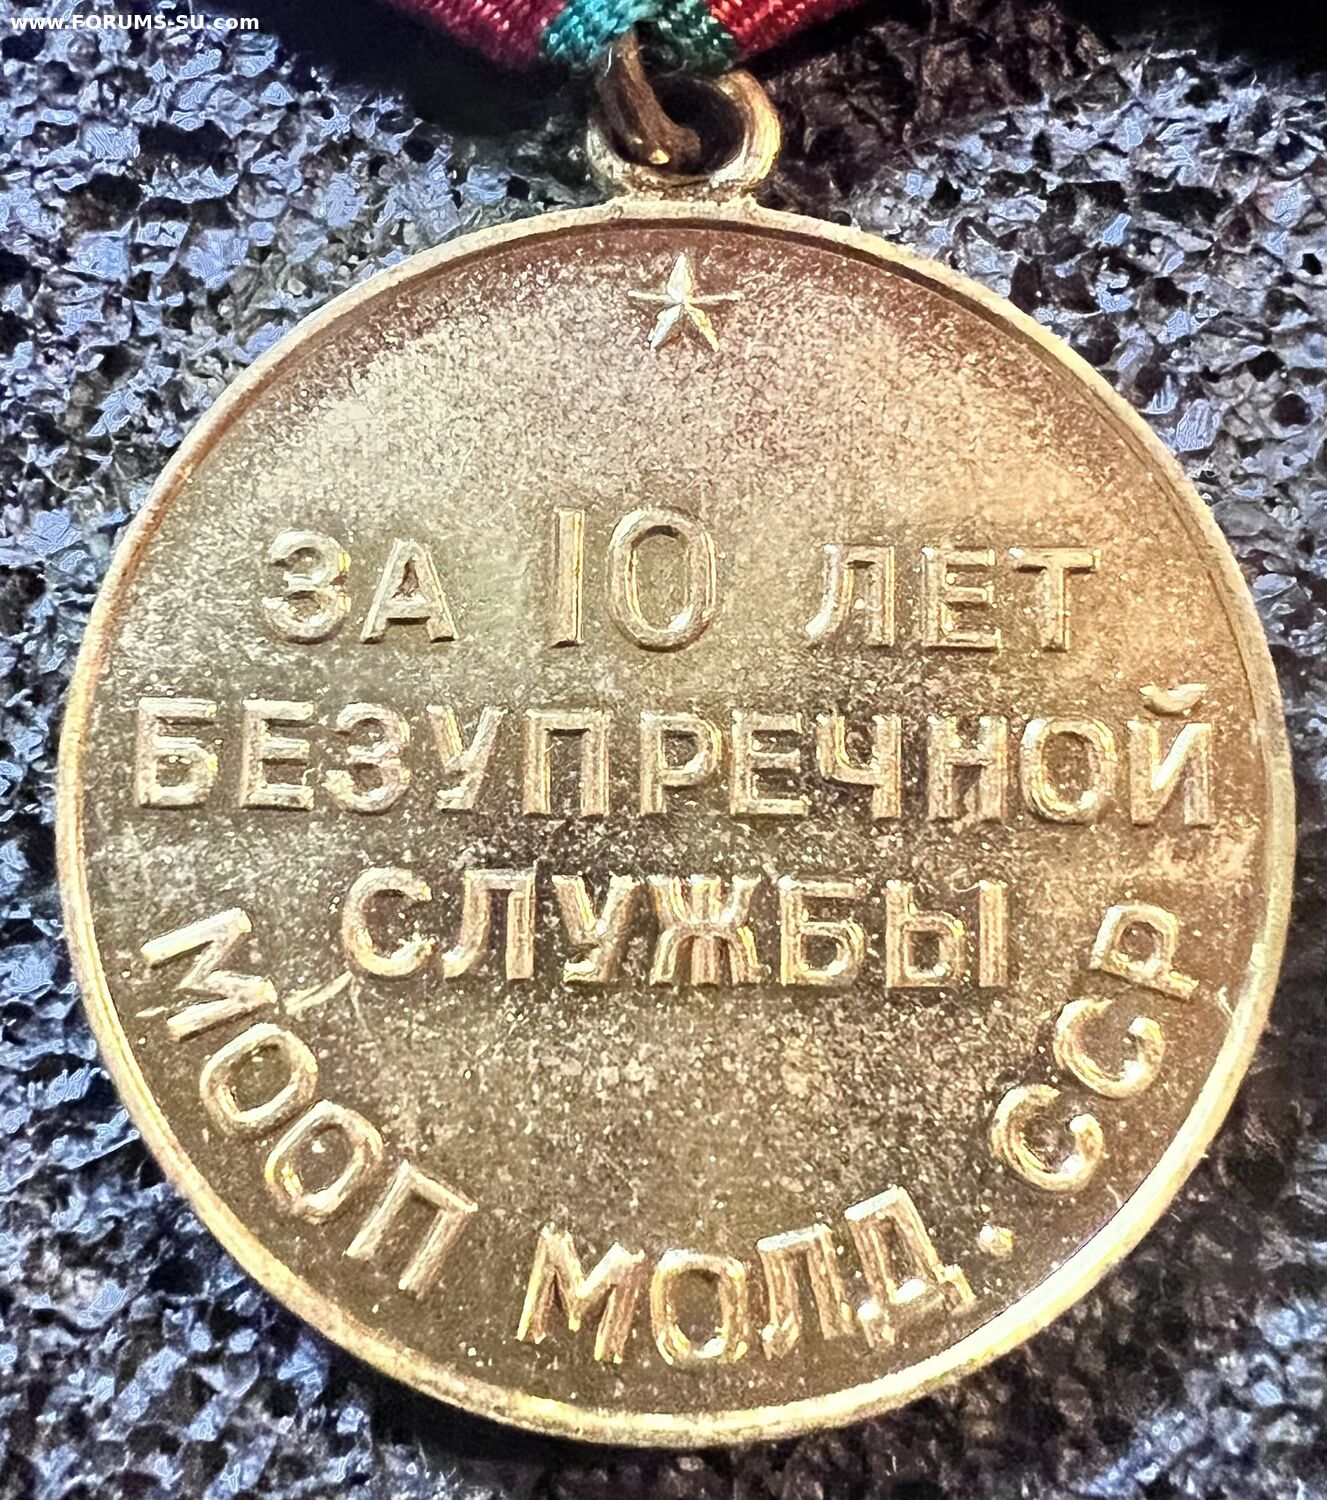 www.FORUMS-SU.com
ЗА 10 ЛЕТ
БЕЗУПРЕЧНОЙ
СЛУЖБЫ
МООП МОЛД. ССР